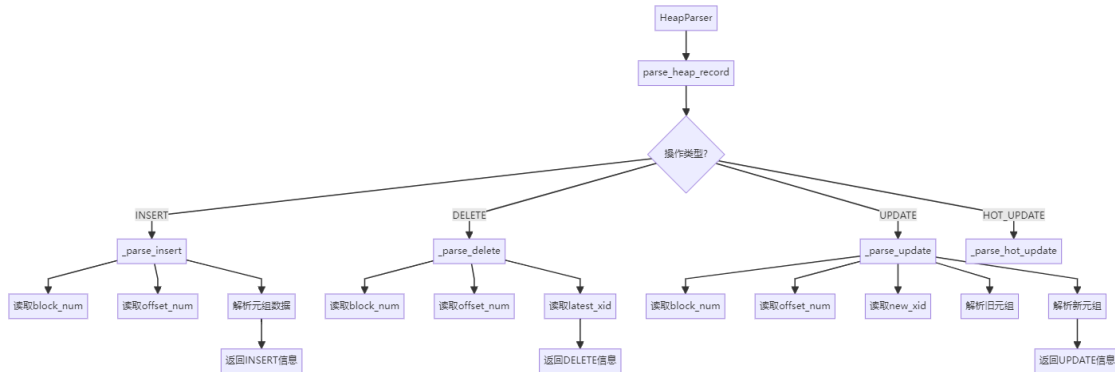 HeapParser
_parse_heap_record
操作类型?
INSERT
DELETE
UPDATE
HOT_UPDATE
_parse_insert
_parse_delete
_parse_update
_parse_hot_update
读取block_num
读取offset_num
解析元组数据
读取block_num
读取offset_num
读取latest_xid
读取block_num
读取offset_num
读取new_xid
解析旧元组
解析新元组
返回INSERT信息
返回DELETE信息
返回UPDATE信息